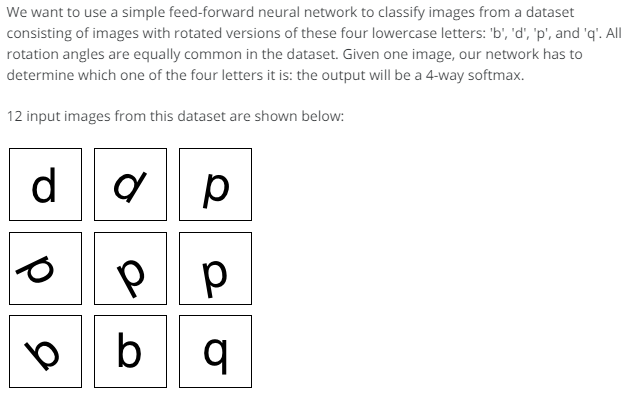 We want to use a simple feed-forward neural network to classify images from a dataset
consisting of images with rotated versions of these four lowercase letters: 'b', 'd', 'p', and 'q'. All
rotation angles are equally common in the dataset. Given one image, our network has to
determine which one of the four letters it is: the output will be a 4-way softmax.
12 input images from this dataset are shown below:
d d p
p p p
b q